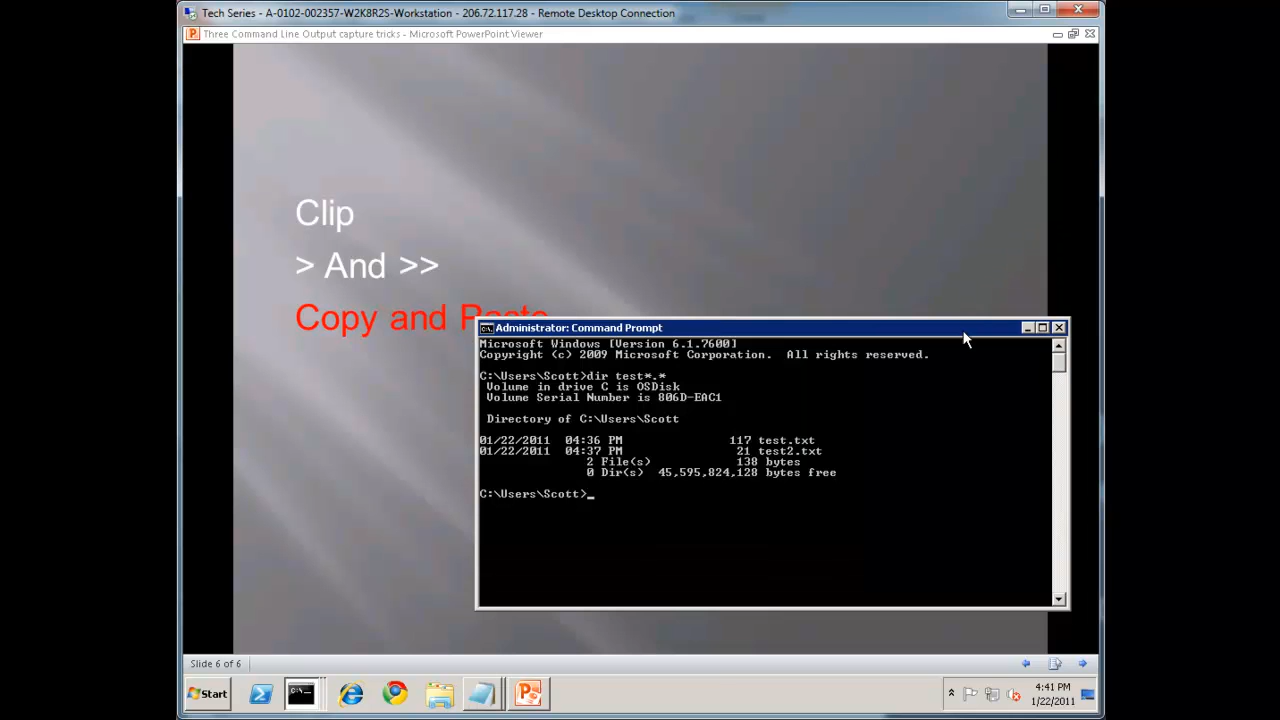 Tech Series - A-0102-002357-W2K8R2S-Workstation - 206.72.117.28 - Remote Desktop Connection
Three Command Line Output capture tricks - Microsoft PowerPoint Viewer
Clip
> And >>
Copy and Paste
Administrator: Command Prompt
Microsoft Windows [Version 6.1.7600]
Copyright (c) 2009 Microsoft Corporation.  All rights reserved.
C:\Users\Scott>dir test*.*
Volume in drive C is OSDisk
Volume Serial Number is 806D-EAC1
Directory of C:\Users\Scott
01/22/2011  04:36 PM               117 test.txt
01/22/2011  04:37 PM                21 test2.txt
2 File(s)            138 bytes
0 Dir(s)  45,595,824,128 bytes free
C:\Users\Scott>_
Slide 6 of 6
Start
4:41 PM
1/22/2011